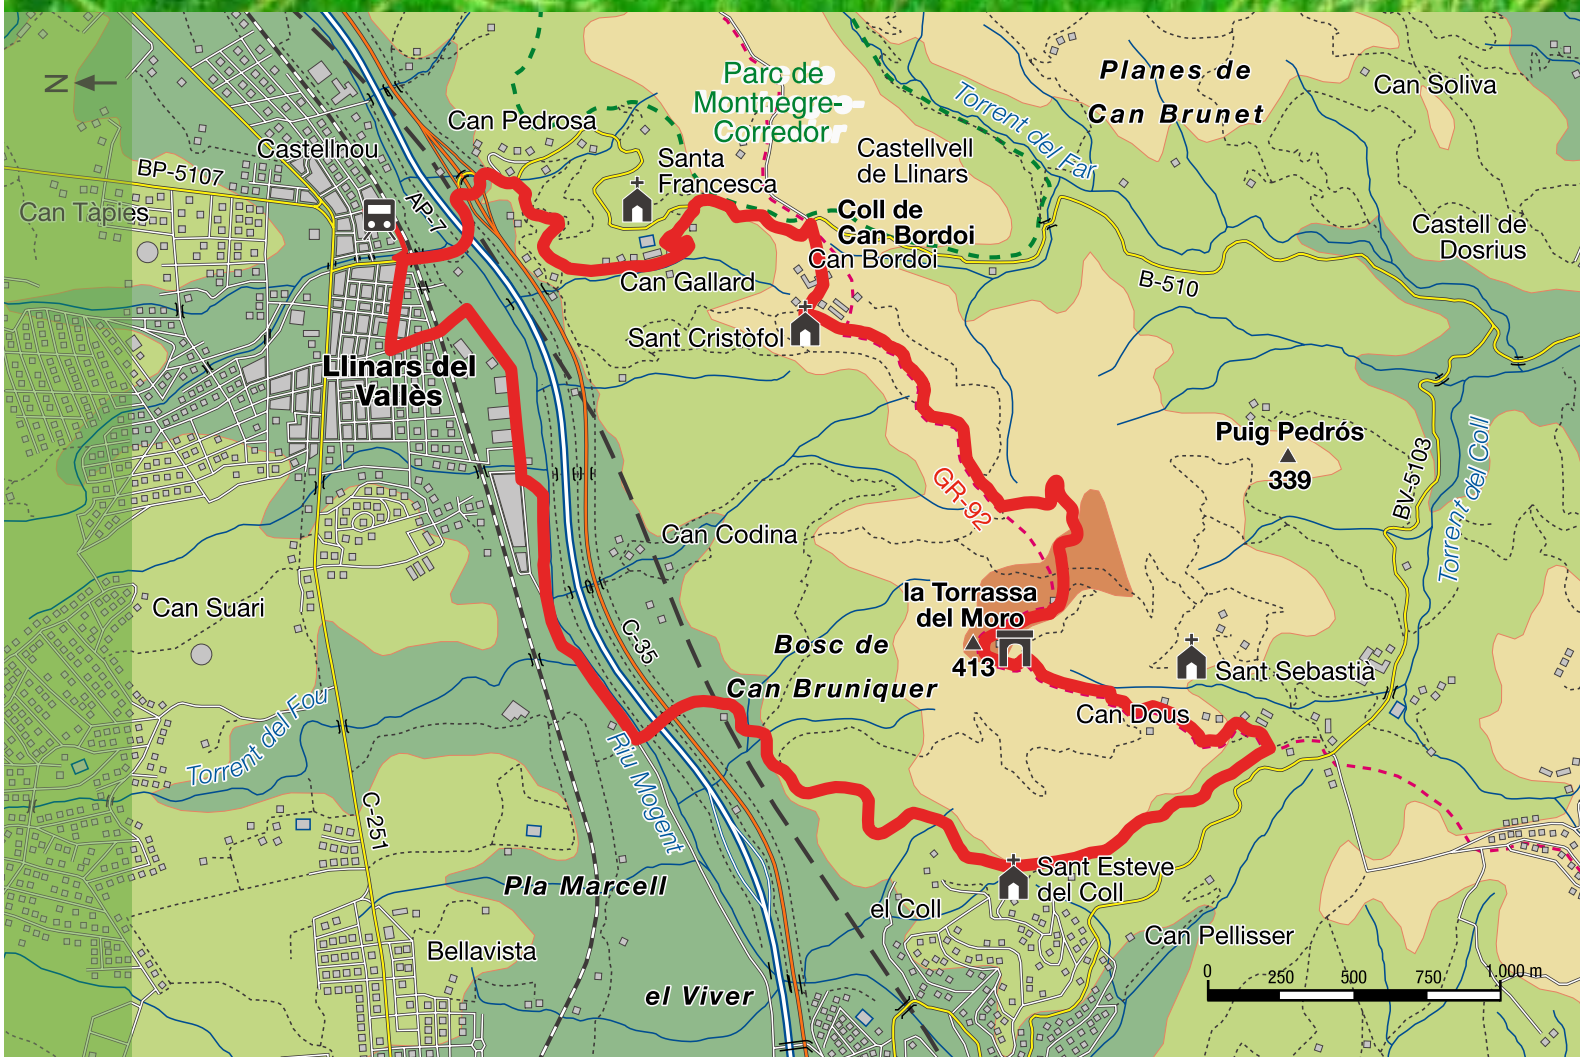 N
Planes de
Can Brunet
Can Soliva
Parc de
Montnegre-
Corredor
Torrent del Far
Can Pedrosa
Castellnou
BP-5107
Santa
Francesca
Castellvell
de Llinars
Can Tàpies
AP-7
Coll de
Can Bordoi
Can Bordoi
Castell de
Dosrius
Can Gallard
B-510
Sant Cristòfol
Llinars del
Vallès
Puig Pedrós
339
BV-5103
Torrent del Coll
GR-92
Can Codina
la Torrassa
del Moro
413
Can Suari
C-35
Bosc de
Can Bruniquer
Sant Sebastià
Can Dous
Torrent del Fou
Riu Mogent
C-251
Pla Marcell
Sant Esteve
del Coll
el Coll
Can Pellisser
Bellavista
el Viver
0 250 500 750 1.000 m